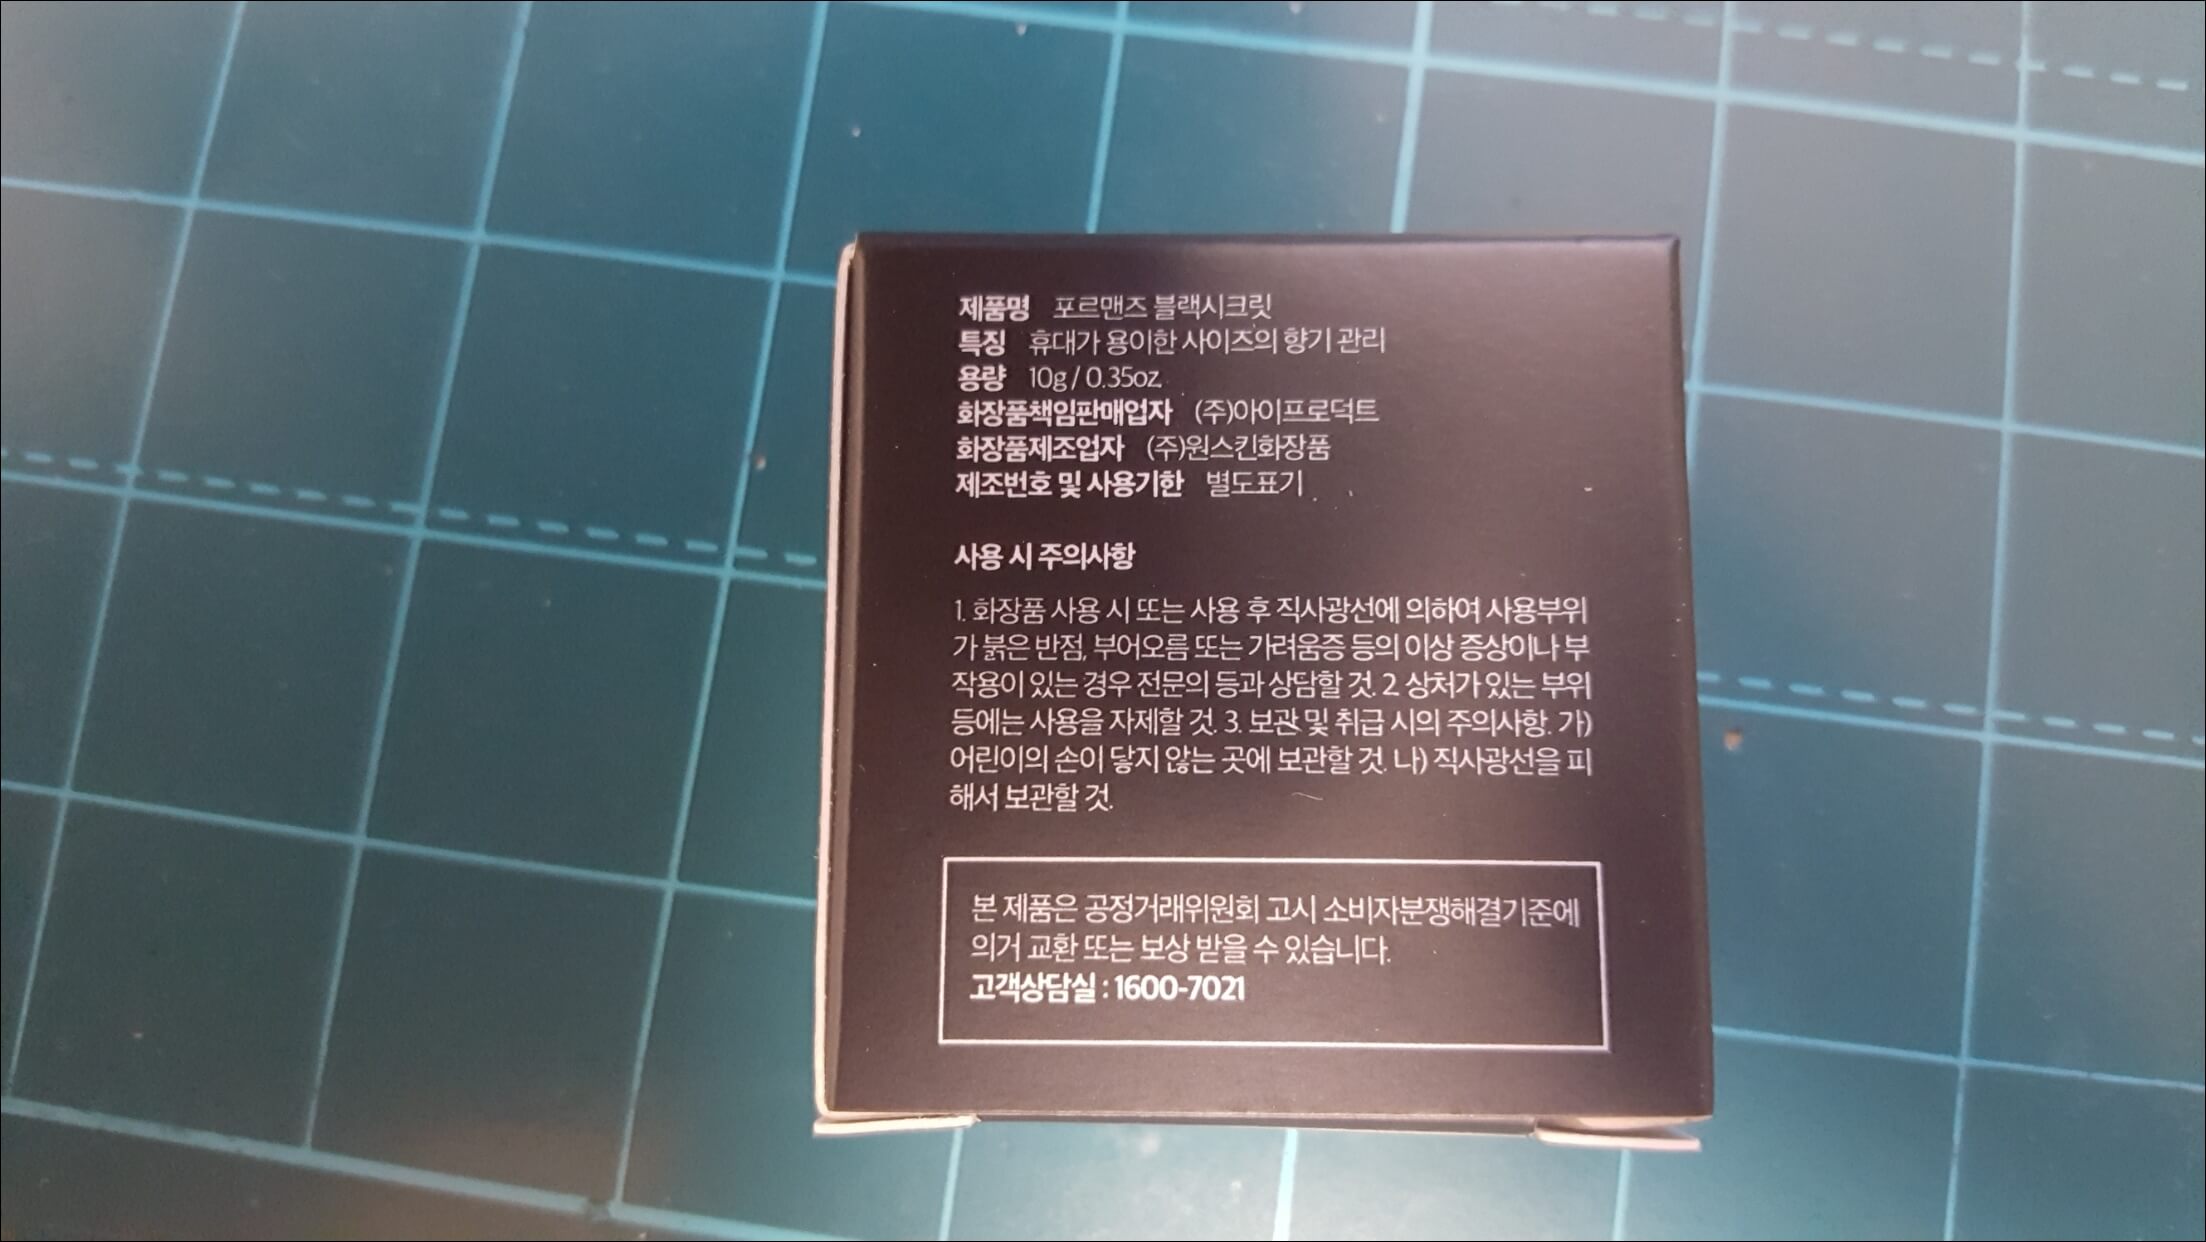 제품명 포르맨즈 블랙시크릿
특징 휴대가 용이한 사이즈의 향기 관리
용량 10g / 0.35oz
화장품책임판매업자 (주)아이프로덕트
화장품제조업자 (주)원스킨화장품
제조번호 및 사용기한 별도표기
사용 시 주의사항
1. 화장품 사용 시 또는 사용 후 직사광선에 의하여 사용부위
가 붉은 반점, 부어오름 또는 가려움증 등의 이상 증상이나 부
작용이 있는 경우 전문의 등과 상담할 것. 2. 상처가 있는 부위
등에는 사용을 자제할 것. 3. 보관 및 취급 시의 주의사항. 가)
어린이의 손이 닿지 않는 곳에 보관할 것. 나) 직사광선을 피
해서 보관할 것.
본 제품은 공정거래위원회 고시 소비자분쟁해결기준에
의거 교환 또는 보상 받을 수 있습니다.
고객상담실 : 1600-7021